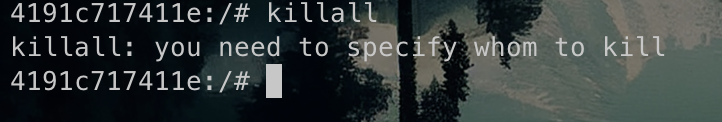 4191c717411e:/# killall
killall: you need to specify whom to kill
4191c717411e:/#